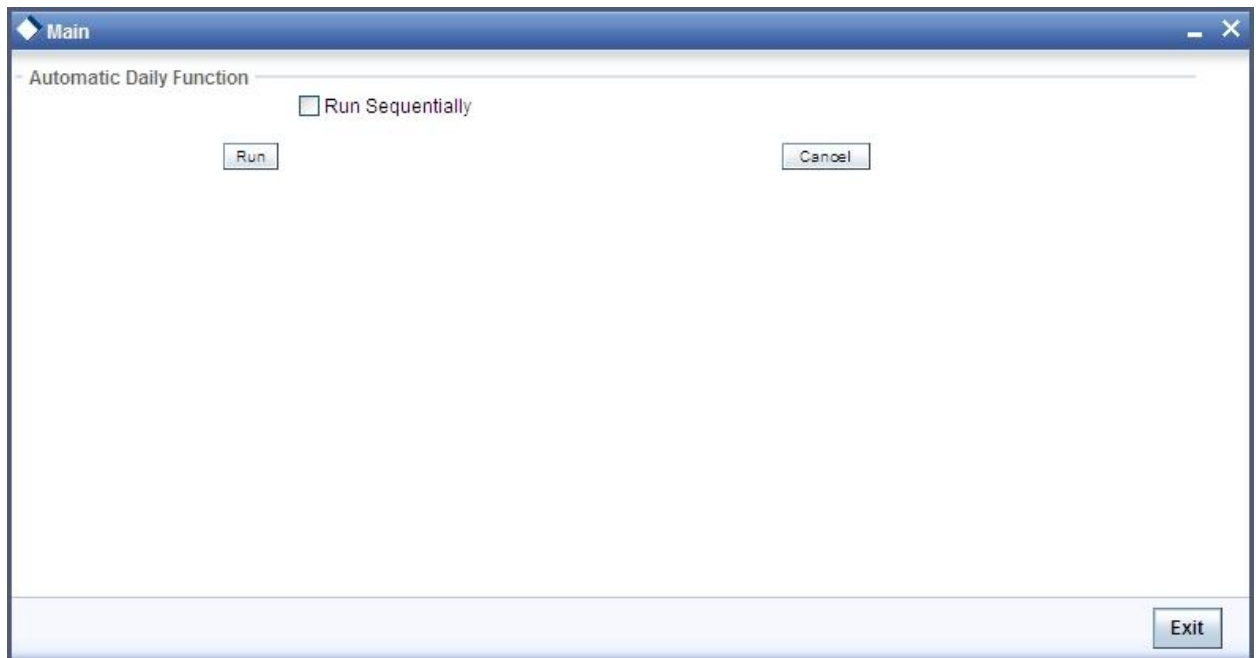 Main
Automatic Daily Function
Run Sequentially
Run Cancel
Exit